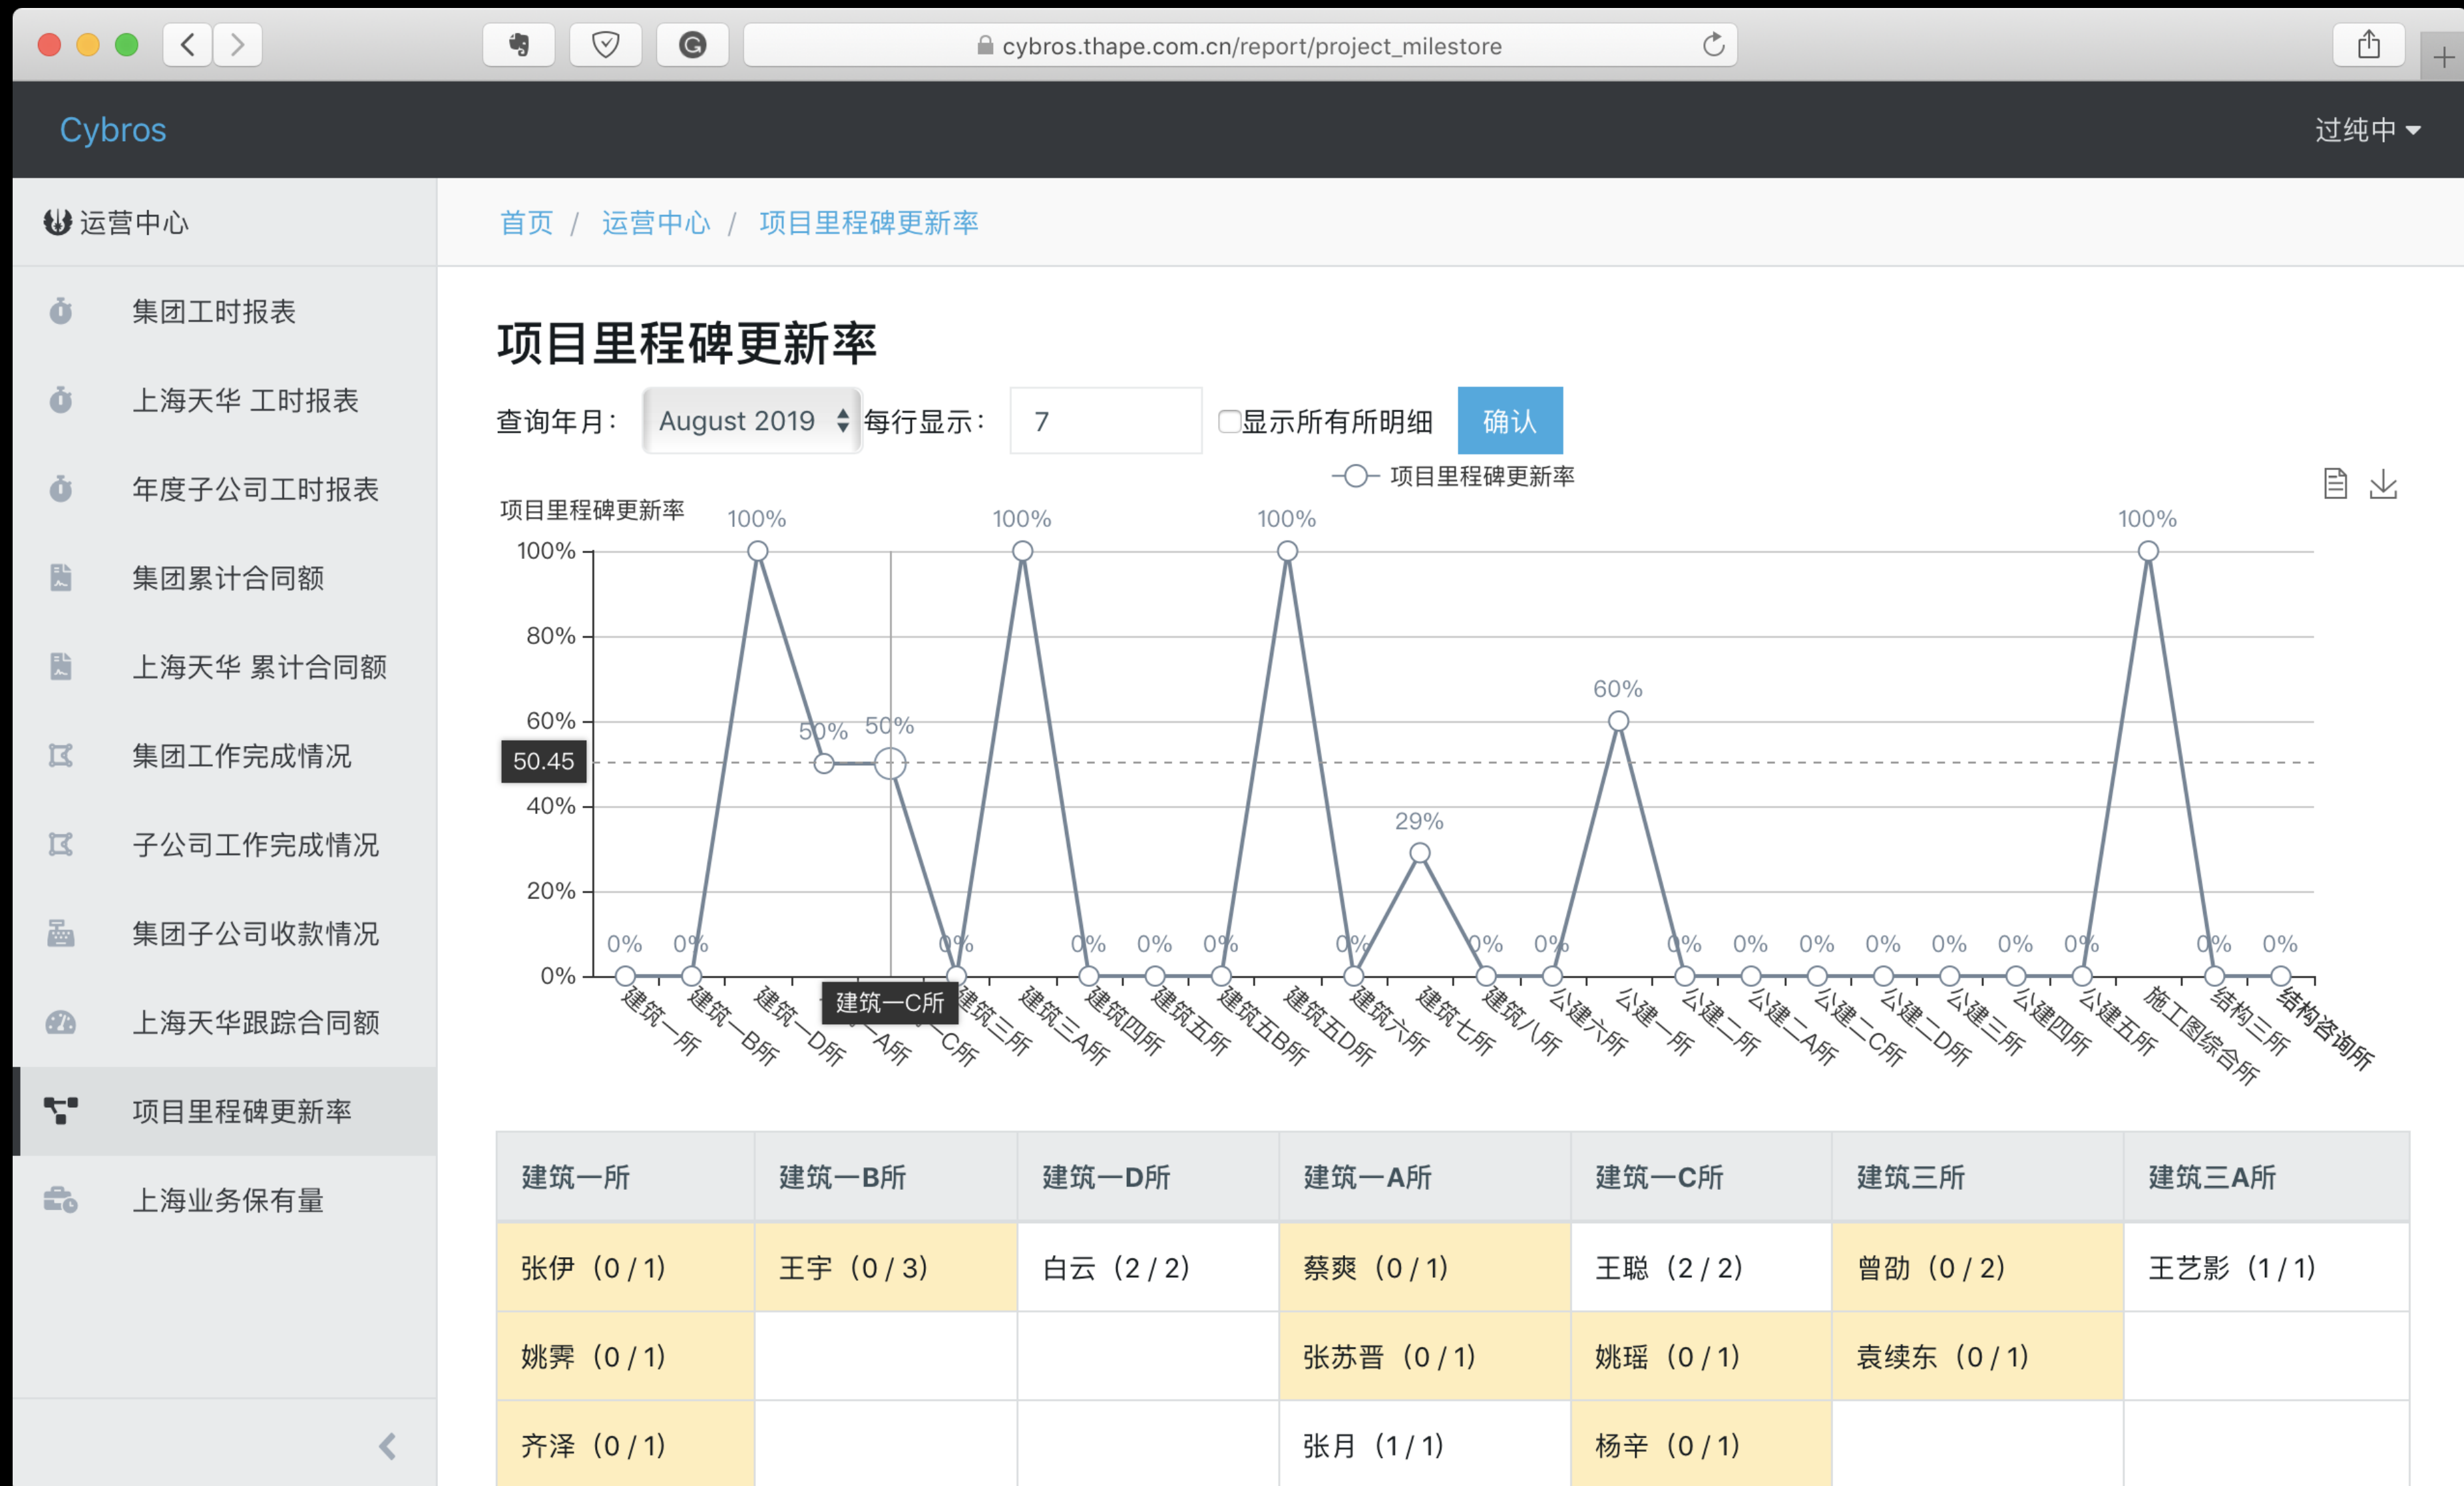 cybros.thape.com.cn/report/project_milestore
Cybros
过纯中
运营中心
首页 / 运营中心 / 项目里程碑更新率
集团工时报表
上海天华 工时报表
年度子公司工时报表
集团累计合同额
上海天华 累计合同额
集团工作完成情况
子公司工作完成情况
集团子公司收款情况
上海天华跟踪合同额
项目里程碑更新率
上海业务保有量
项目里程碑更新率
查询年月： August 2019 每行显示： 7 显示所有所明细 确认
项目里程碑更新率
项目里程碑更新率
100%
80%
60%
50.45
40%
20%
0%
0% 0% 100% 50% 50% 0% 100% 0% 0% 0% 100% 0% 29% 0% 0% 60% 0% 0% 0% 0% 0% 0% 0% 100% 0% 0%
建筑一C所
建筑一所
建筑一B所
建筑一D所
一A所
一C所
建筑三所
建筑三A所
建筑四所
建筑五所
建筑五B所
建筑五D所
建筑六所
建筑七所
建筑八所
公建六所
公建一所
公建二所
公建二A所
公建二C所
公建二D所
公建三所
公建四所
公建五所
施工图综合所
结构三所
结构咨询所
建筑一所 建筑一B所 建筑一D所 建筑一A所 建筑一C所 建筑三所 建筑三A所
张伊（0 / 1） 王宇（0 / 3） 白云（2 / 2） 蔡爽（0 / 1） 王聪（2 / 2） 曾劭（0 / 2） 王艺影（1 / 1）
姚霁（0 / 1） 张苏晋（0 / 1） 姚瑶（0 / 1） 袁续东（0 / 1）
齐泽（0 / 1） 张月（1 / 1） 杨辛（0 / 1）